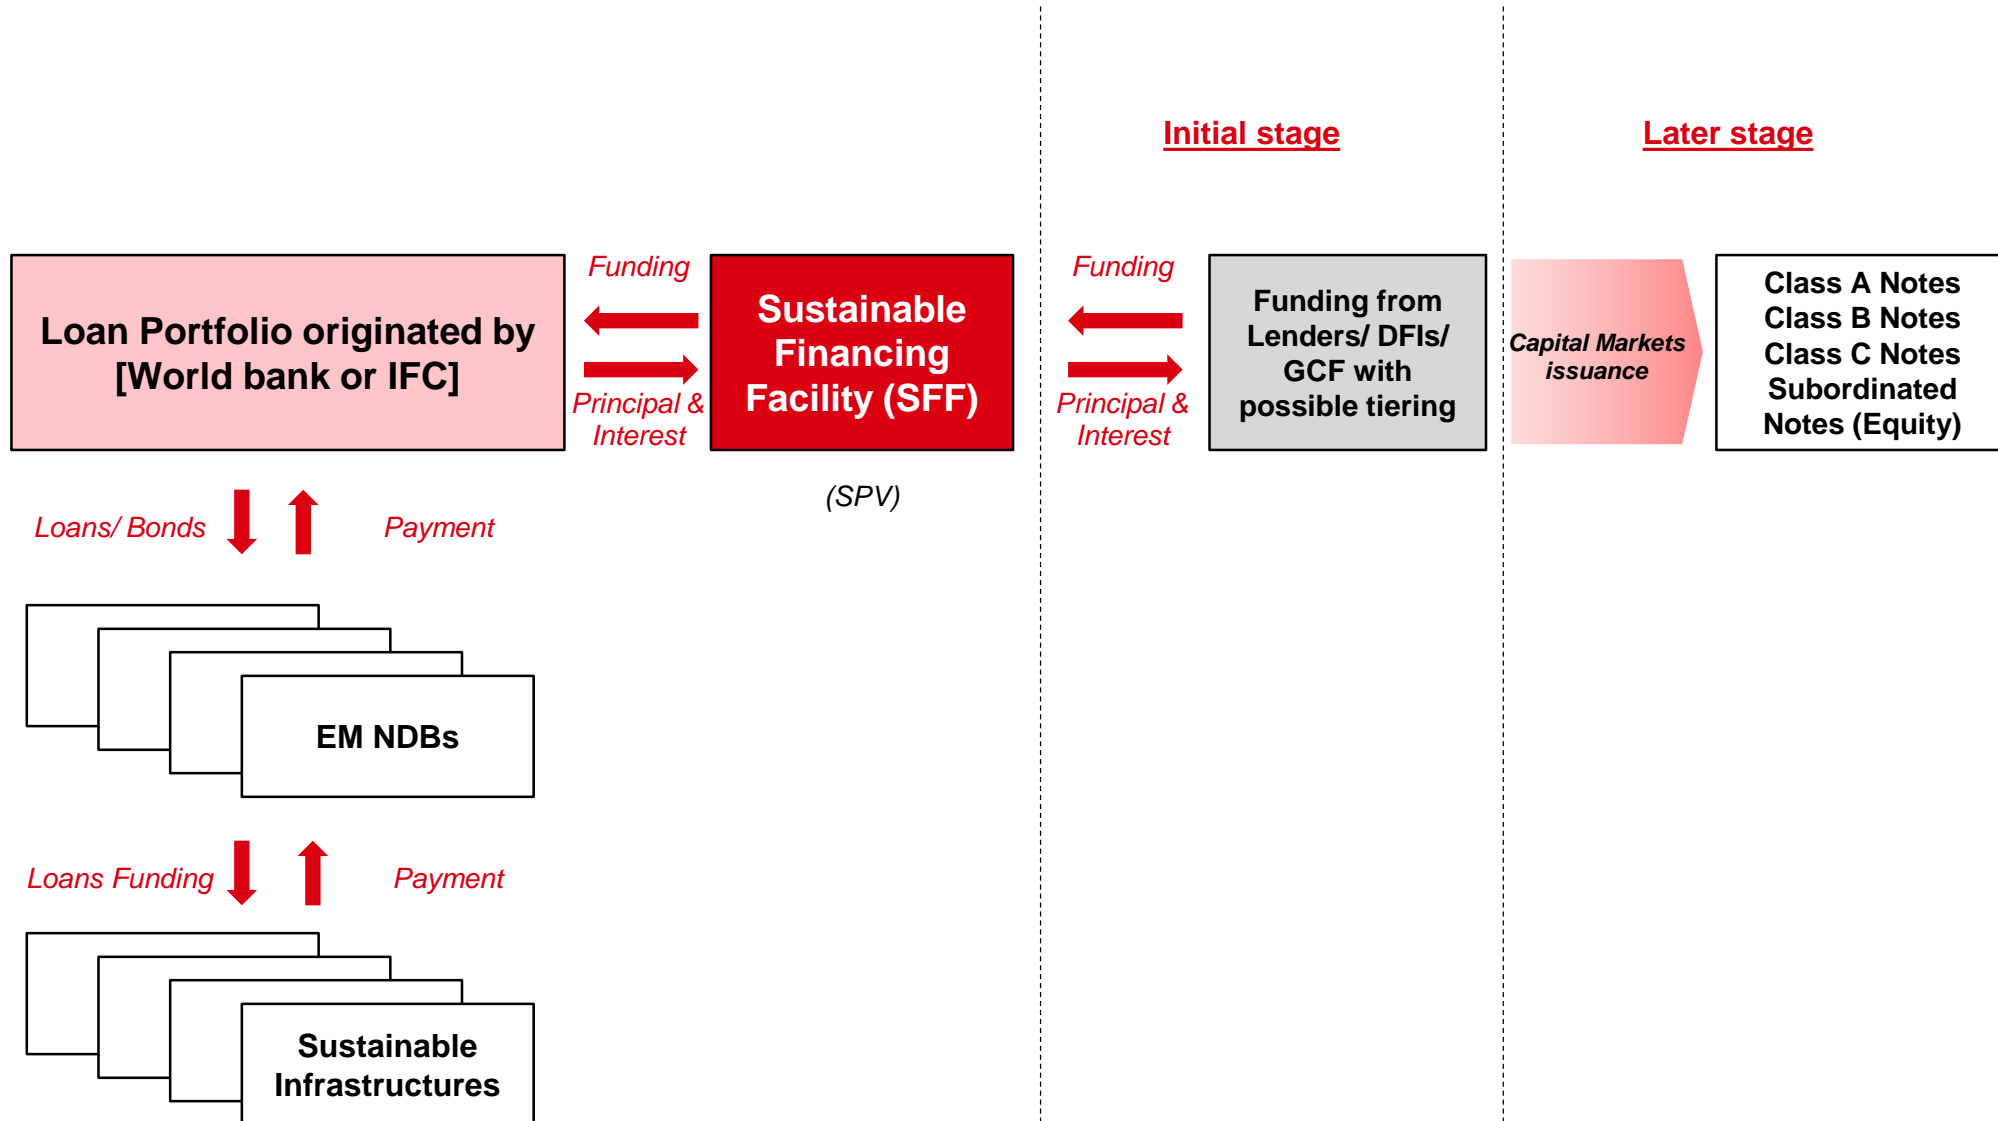 Initial stage
Later stage
Loan Portfolio originated by
[World bank or IFC]
Funding
Principal &
Interest
Sustainable
Financing
Facility (SFF)
(SPV)
Funding
Principal &
Interest
Funding from
Lenders/ DFIs/
GCF with
possible tiering
Capital Markets
issuance
Class A Notes
Class B Notes
Class C Notes
Subordinated
Notes (Equity)
Loans/ Bonds
Payment
EM NDBs
Loans Funding
Payment
Sustainable
Infrastructures